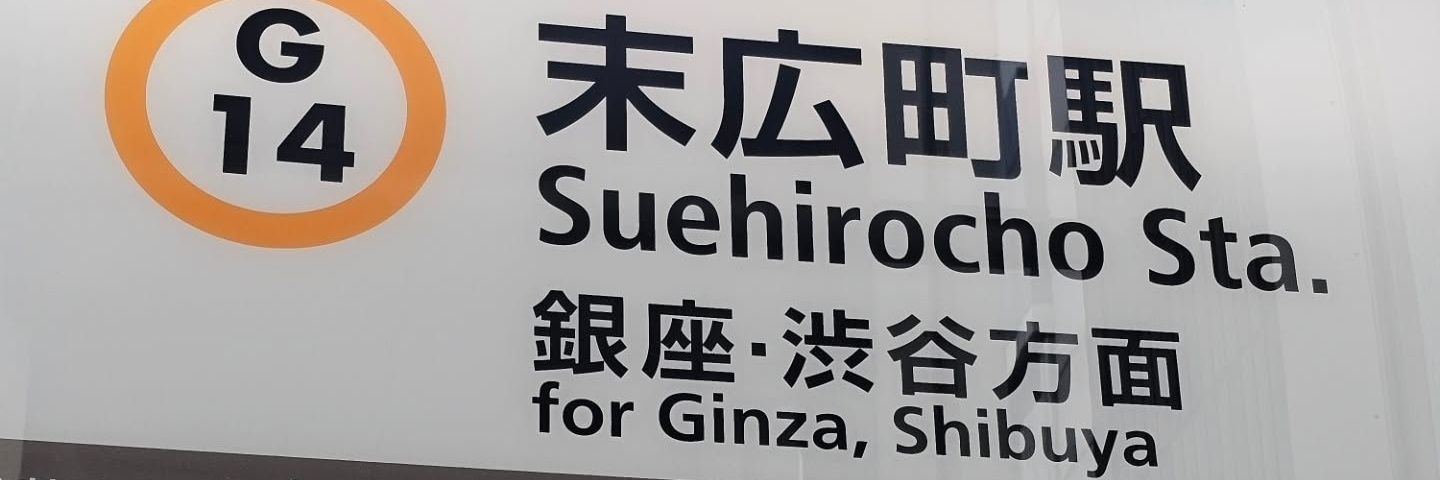 G
14
末広町駅
Suehirocho Sta.
銀座・渋谷方面
for Ginza, Shibuya